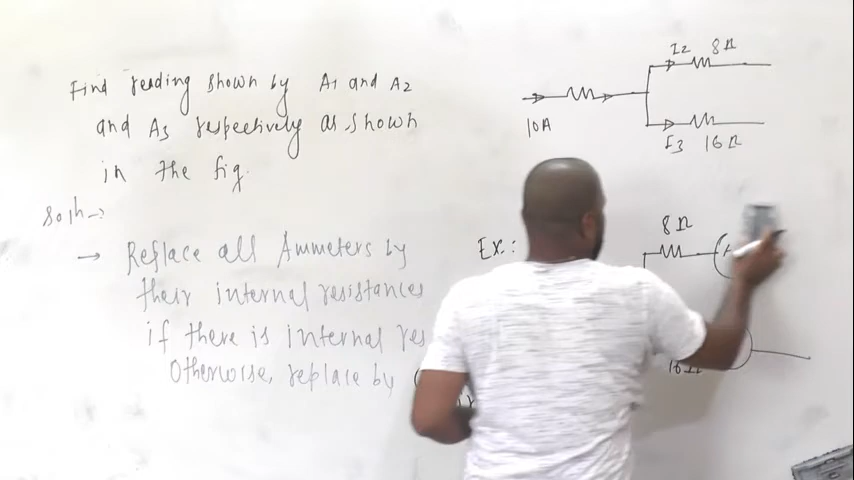 Find reading shown by A1 and A2
and A3 respectively as shown
in the fig.
Soln →
→ Replace all Ammeters by
their internal resistances
if there is internal res
Otherwise, replace by
I2 8Ω
10A
I3 16Ω
Ex.:
8Ω
16Ω